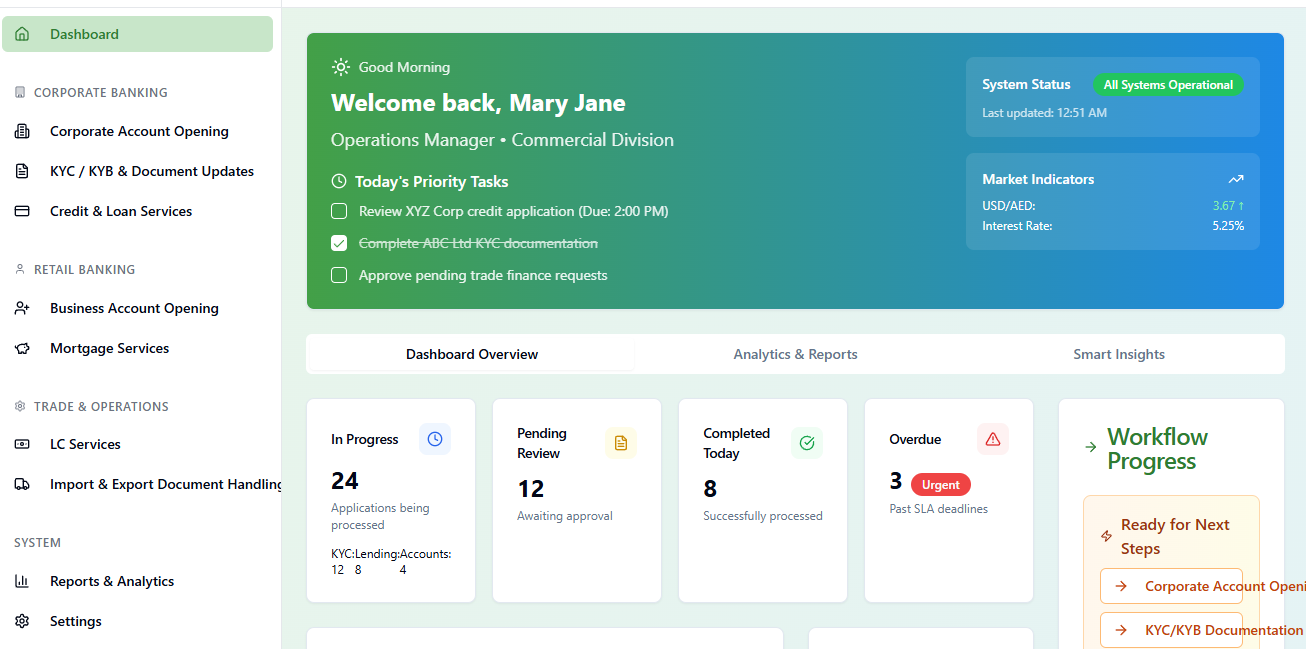 Dashboard
CORPORATE BANKING
Corporate Account Opening
KYC / KYB & Document Updates
Credit & Loan Services
RETAIL BANKING
Business Account Opening
Mortgage Services
TRADE & OPERATIONS
LC Services
Import & Export Document Handling
SYSTEM
Reports & Analytics
Settings
Good Morning
Welcome back, Mary Jane
Operations Manager • Commercial Division
Today's Priority Tasks
Review XYZ Corp credit application (Due: 2:00 PM)
Complete ABC Ltd KYC documentation
Approve pending trade finance requests
System Status
All Systems Operational
Last updated: 12:51 AM
Market Indicators
USD/AED:
3.67 ↑
Interest Rate:
5.25%
Dashboard Overview
Analytics & Reports
Smart Insights
In Progress
24
Applications being
processed
KYC: Lending: Accounts:
12 8 4
Pending
Review
12
Awaiting approval
Completed
Today
8
Successfully processed
Overdue
3 Urgent
Past SLA deadlines
Workflow
Progress
Ready for Next
Steps
Corporate Account Openi
KYC/KYB Documentation